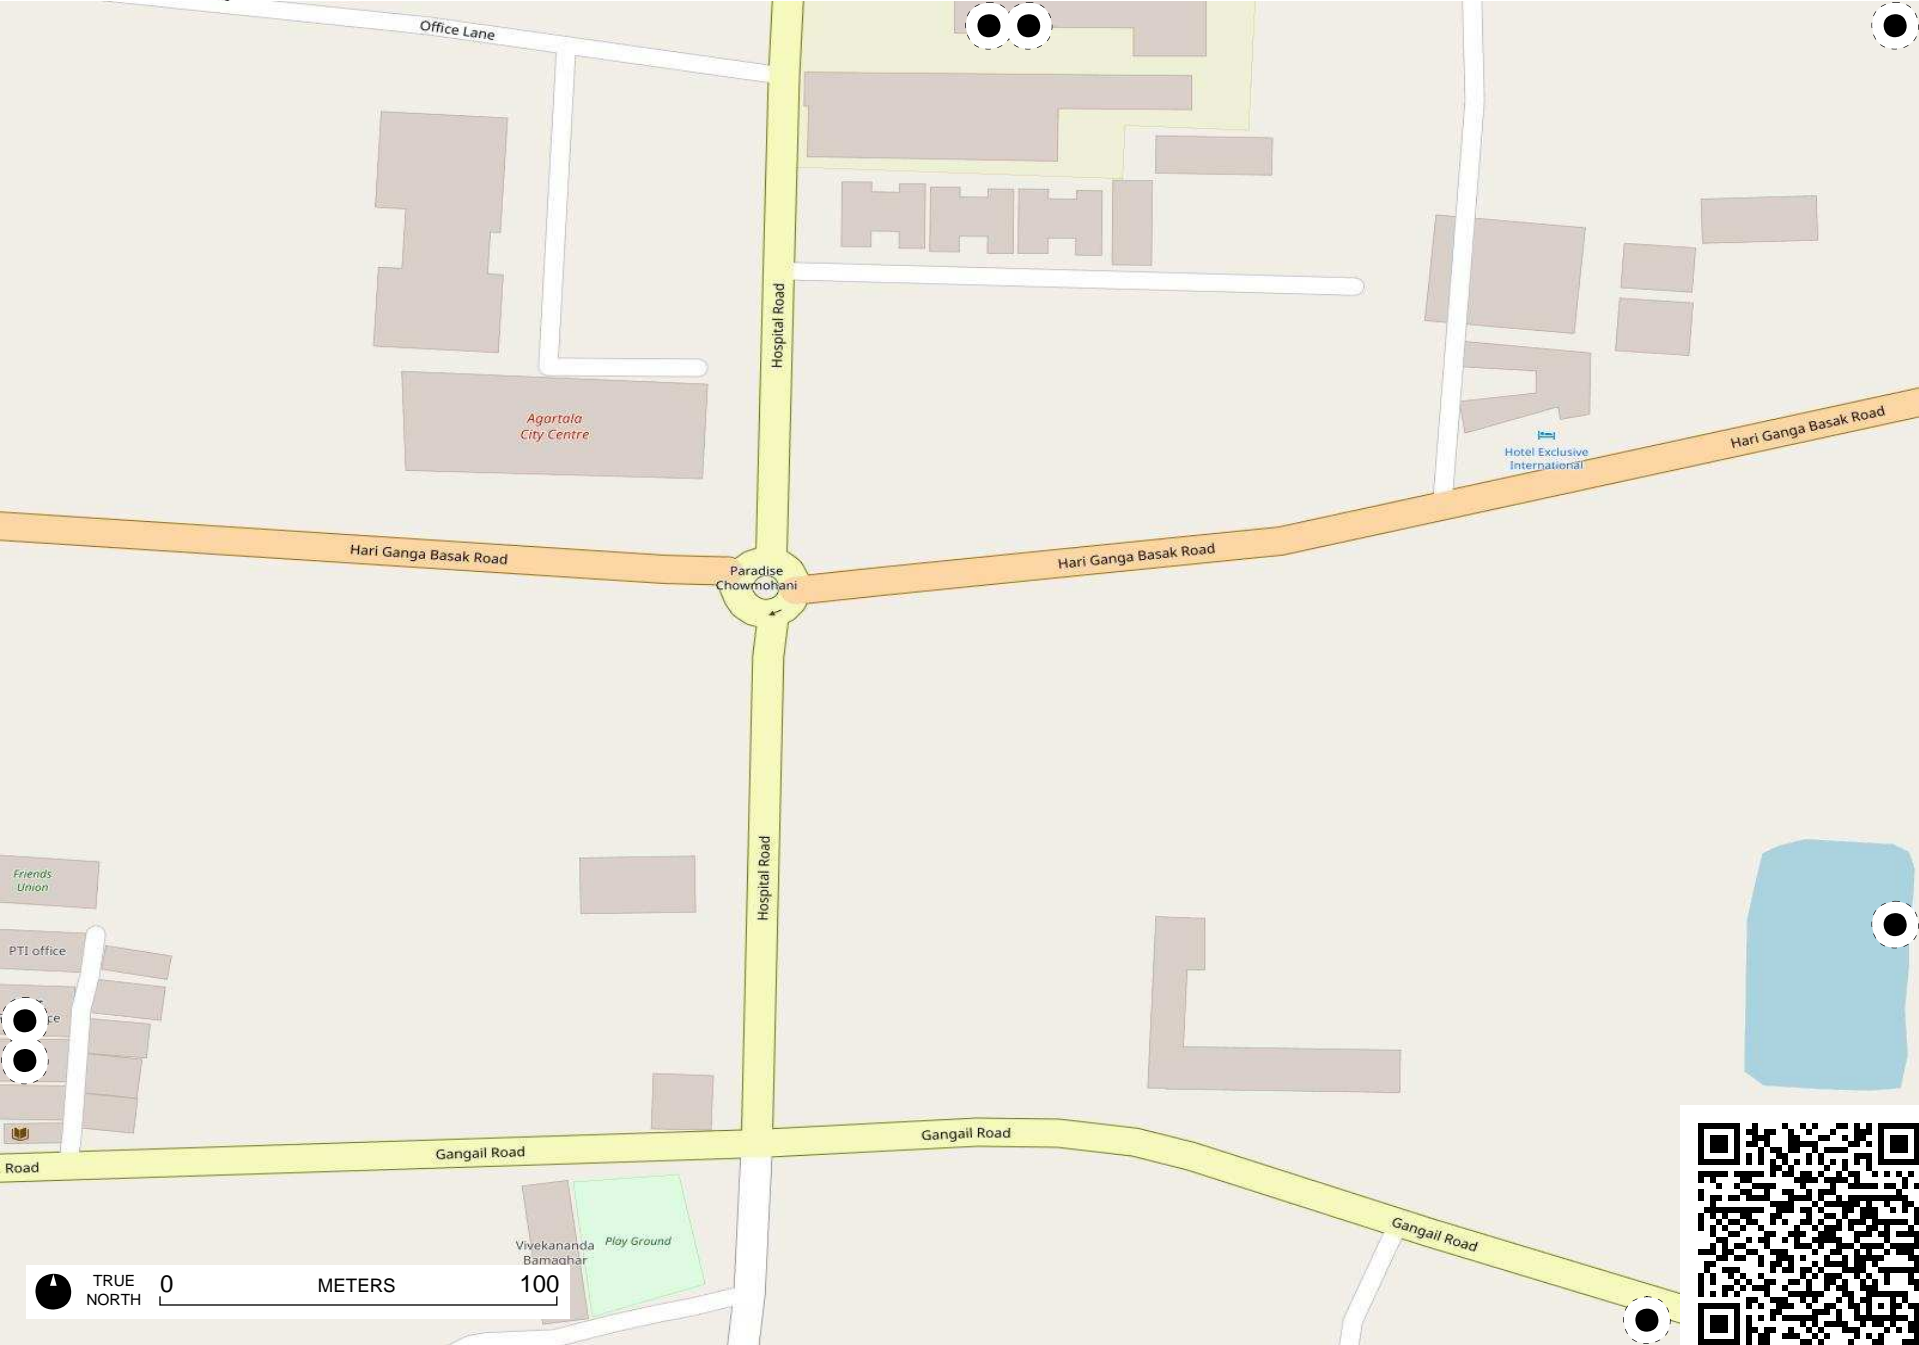 Office Lane
Hospital Road
Agartala
City Centre
Hari Ganga Basak Road
Hotel Exclusive
International
Hari Ganga Basak Road
Hari Ganga Basak Road
Paradise
Chowmohani
Hospital Road
Friends
Union
PTI office
Road
Gangail Road
Gangail Road
Gangail Road
Vivekananda
Bamaghar
Play Ground
TRUE
NORTH
0 METERS 100